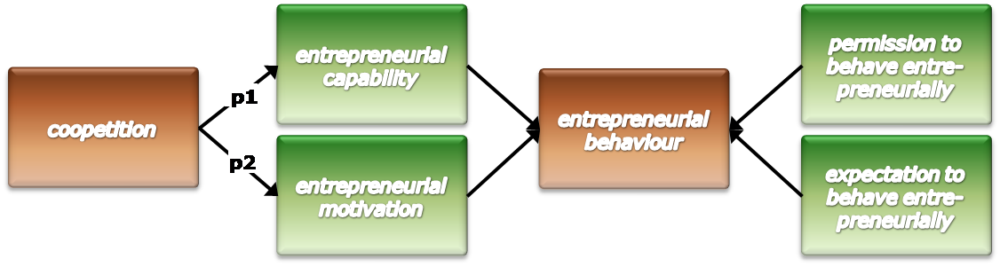 coopetition
p1
p2
entrepreneurial
capability
entrepreneurial
motivation
entrepreneurial
behaviour
permission to
behave entre-
preneurially
expectation to
behave entre-
preneurially